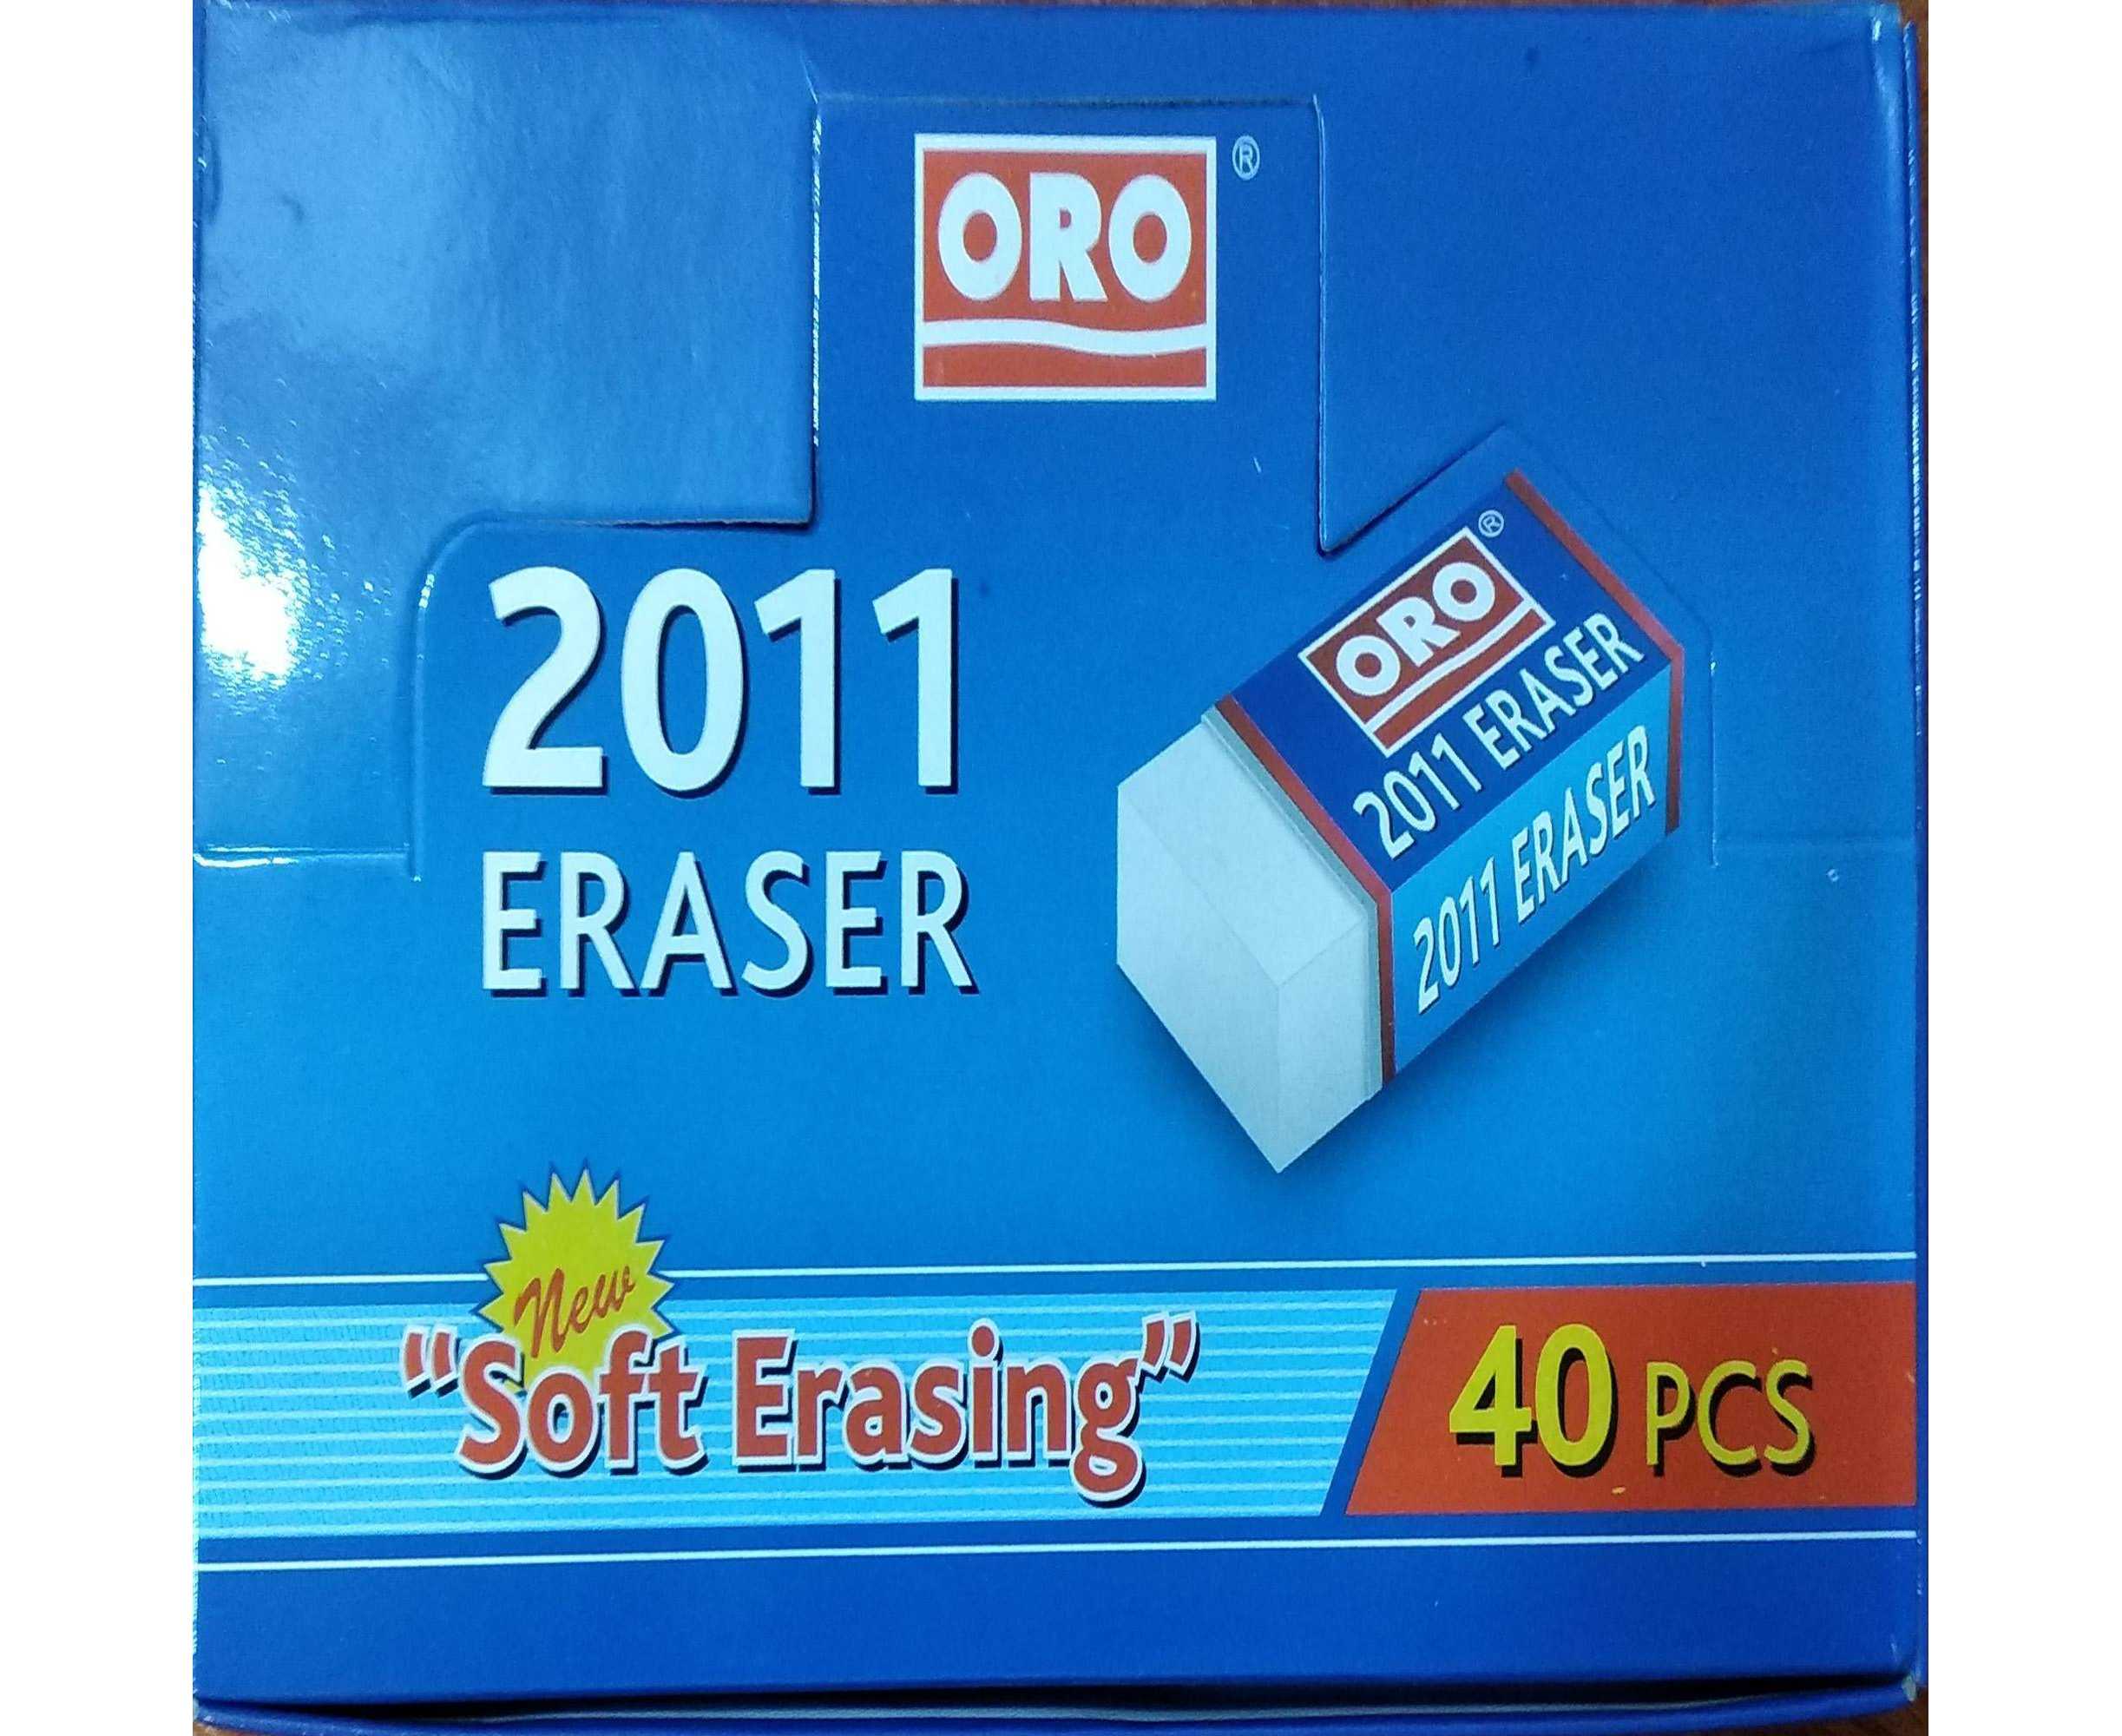 ORO ®
2011
ERASER
ORO ®
2011 ERASER
2011 ERASER
New
"Soft Erasing"
40 PCS